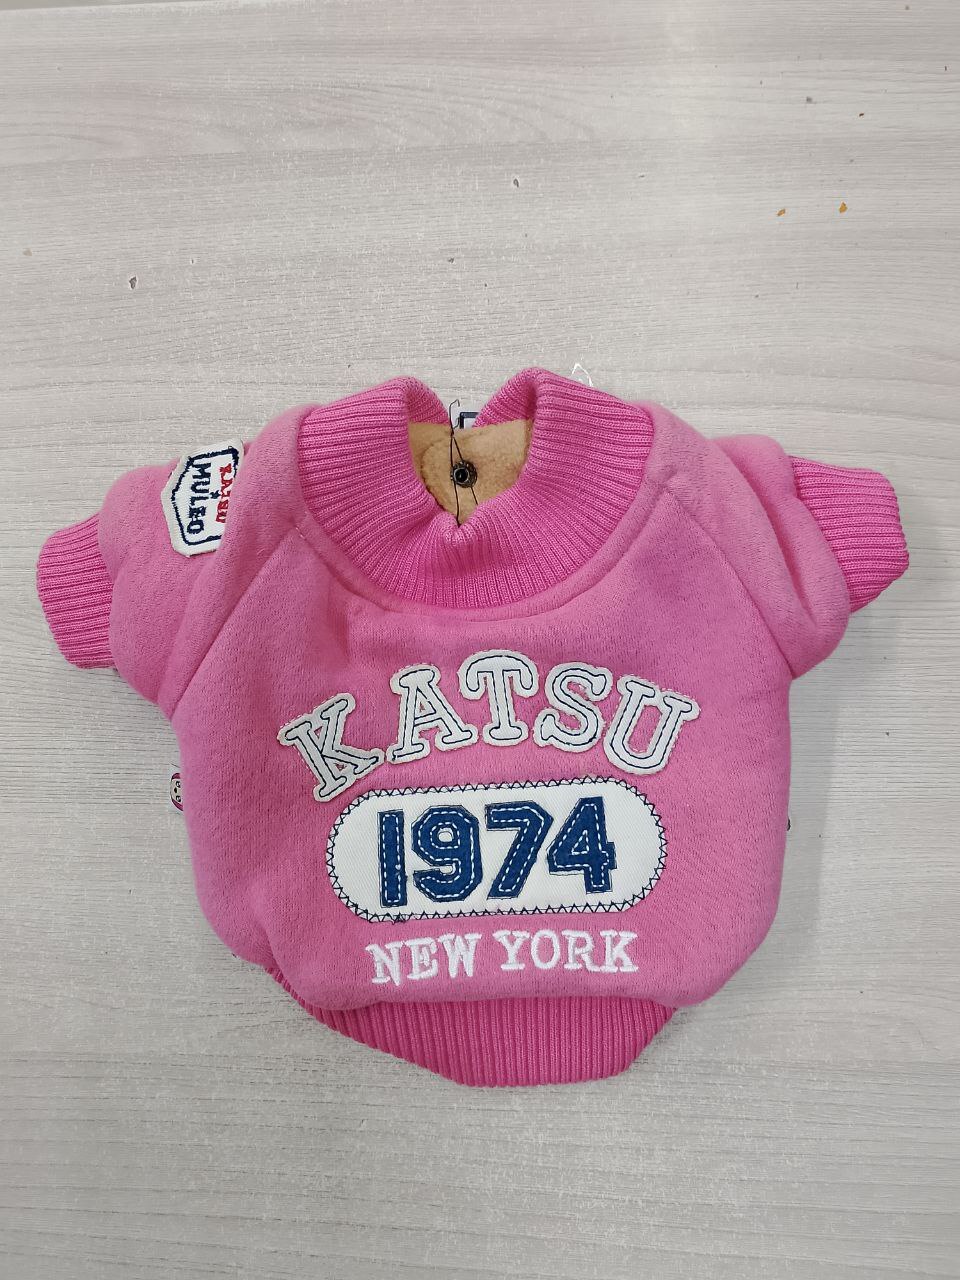 KATSU
MULEO
KATSU
1974
NEW YORK